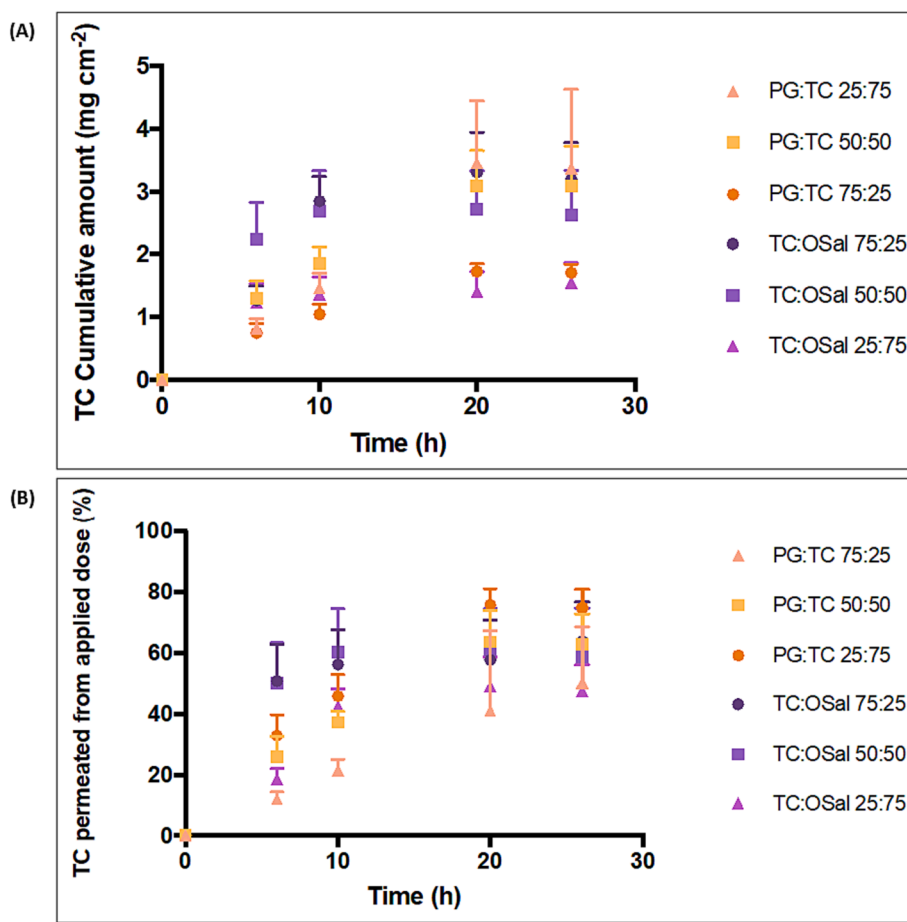 (A)
TC Cumulative amount (mg cm-2)
5
4
3
2
1
0
0
10
20
30
Time (h)
PG:TC 25:75
PG:TC 50:50
PG:TC 75:25
TC:OSal 75:25
TC:OSal 50:50
TC:OSal 25:75
(B)
TC permeated from applied dose (%)
100
80
60
40
20
0
0
10
20
30
Time (h)
PG:TC 75:25
PG:TC 50:50
PG:TC 25:75
TC:OSal 75:25
TC:OSal 50:50
TC:OSal 25:75